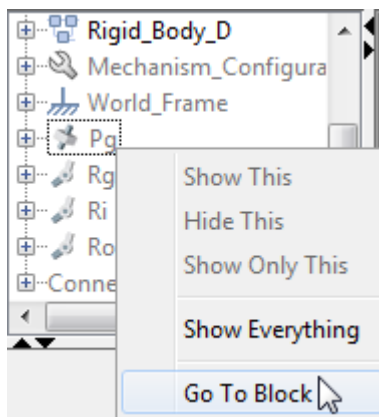 Rigid_Body_D
Mechanism_Configura
World_Frame
Pg
Rg
Ri
Ro
Conne
Show This
Hide This
Show Only This
Show Everything
Go To Block